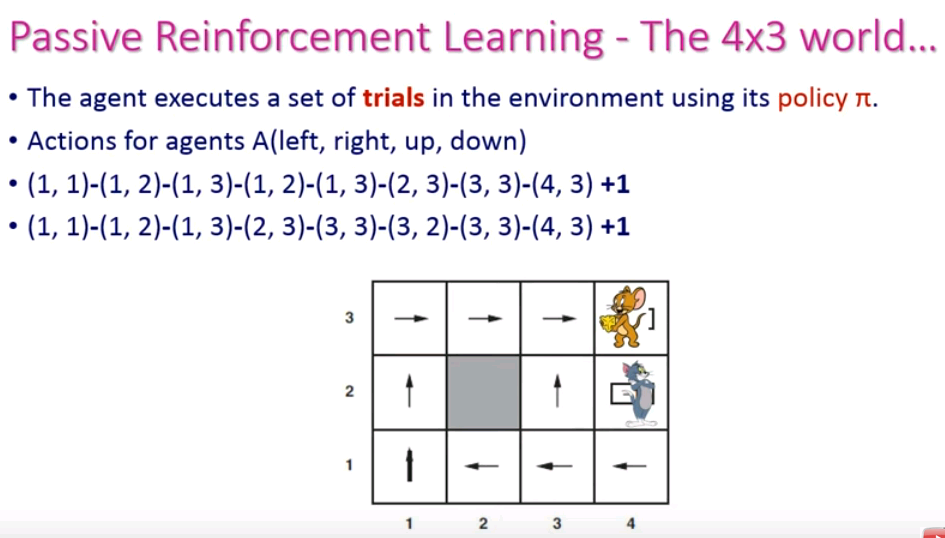 Passive Reinforcement Learning - The 4x3 world...
• The agent executes a set of trials in the environment using its policy π.
• Actions for agents A(left, right, up, down)
• (1, 1)-(1, 2)-(1, 3)-(1, 2)-(1, 3)-(2, 3)-(3, 3)-(4, 3) +1
• (1, 1)-(1, 2)-(1, 3)-(2, 3)-(3, 3)-(3, 2)-(3, 3)-(4, 3) +1
3
]
2
1
1 2 3 4